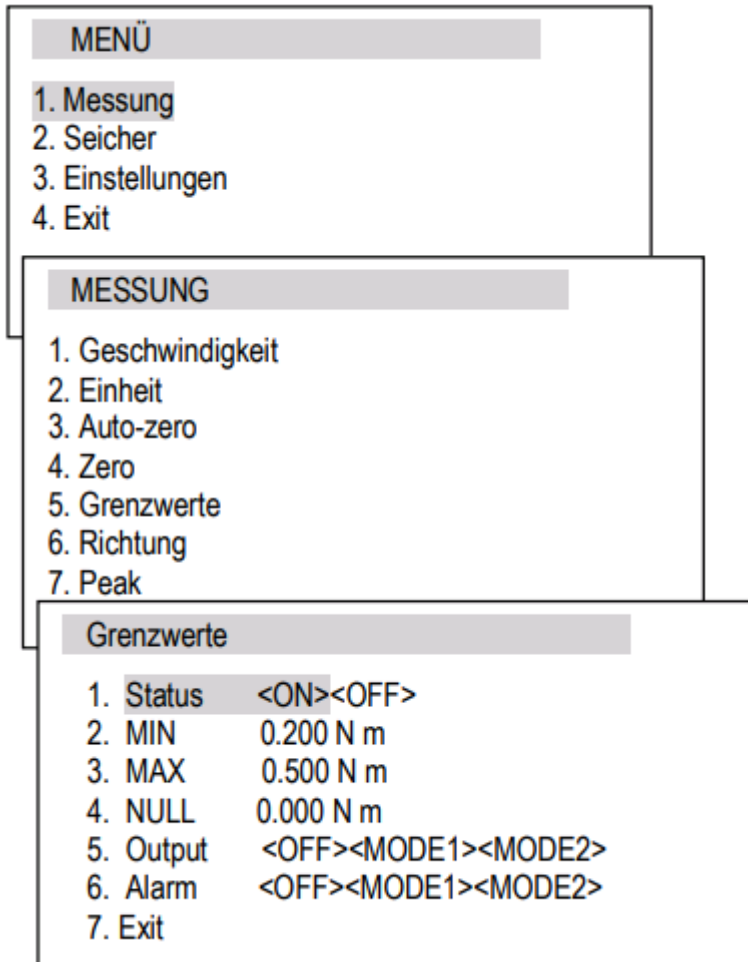 MENÜ
1. Messung
2. Seicher
3. Einstellungen
4. Exit
MESSUNG
1. Geschwindigkeit
2. Einheit
3. Auto-zero
4. Zero
5. Grenzwerte
6. Richtung
7. Peak
Grenzwerte
1. Status <ON><OFF>
2. MIN 0.200 N m
3. MAX 0.500 N m
4. NULL 0.000 N m
5. Output <OFF><MODE1><MODE2>
6. Alarm <OFF><MODE1><MODE2>
7. Exit